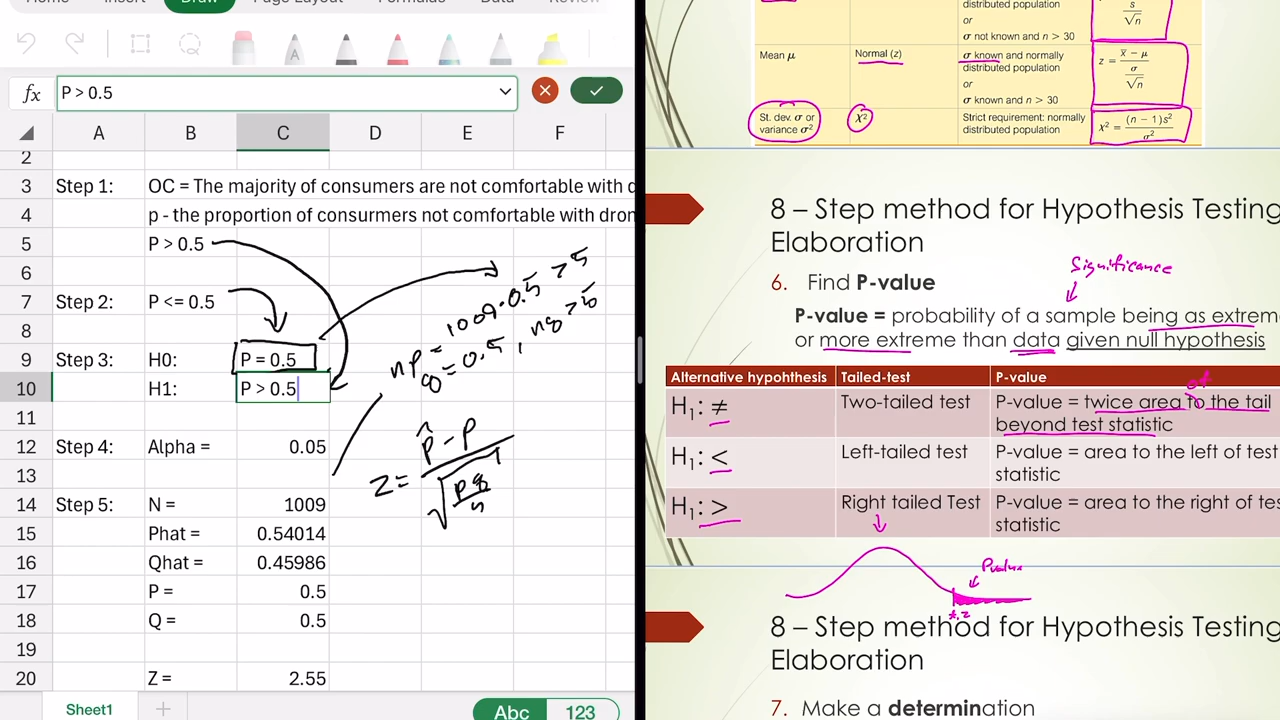 Home Insert Draw Page Layout Formulas Data Review
fx P > 0.5
A B C D E F
2
3 Step 1: OC = The majority of consumers are not comfortable with d
4 p - the proportion of consurmers not comfortable with dron
5 P > 0.5
6
7 Step 2: P <= 0.5
8
9 Step 3: H0: P = 0.5
10 H1: P > 0.5
11
12 Step 4: Alpha = 0.05
13
14 Step 5: N = 1009
15 Phat = 0.54014
16 Qhat = 0.45986
17 P = 0.5
18 Q = 0.5
19
20 Z = 2.55
np = 1009·0.5 > 5
q = 0.5, nq > 5
z = p̂ - p / √(pq/n)
Sheet1 +
Abc 123
distributed population
or
σ not known and n > 30
s / √n
Mean μ Normal (z) σ known and normally
distributed population
or
σ known and n > 30
z = (x̄ − μ) / (σ / √n)
St. dev. σ or
variance σ²
χ²
Strict requirement: normally
distributed population
χ² = (n − 1)s² / σ²
8 – Step method for Hypothesis Testing
Elaboration
6. Find P-value
Significance
P-value = probability of a sample being as extrem
or more extreme than data given null hypothesis
Alternative hypohthesis Tailed-test P-value
H₁: ≠ Two-tailed test P-value = twice area to the tail
of
beyond test statistic
H₁: < Left-tailed test P-value = area to the left of test
statistic
H₁: > Right tailed Test P-value = area to the right of tes
statistic
Pvalue
8 – Step method for Hypothesis Testing
Elaboration
7. Make a determination